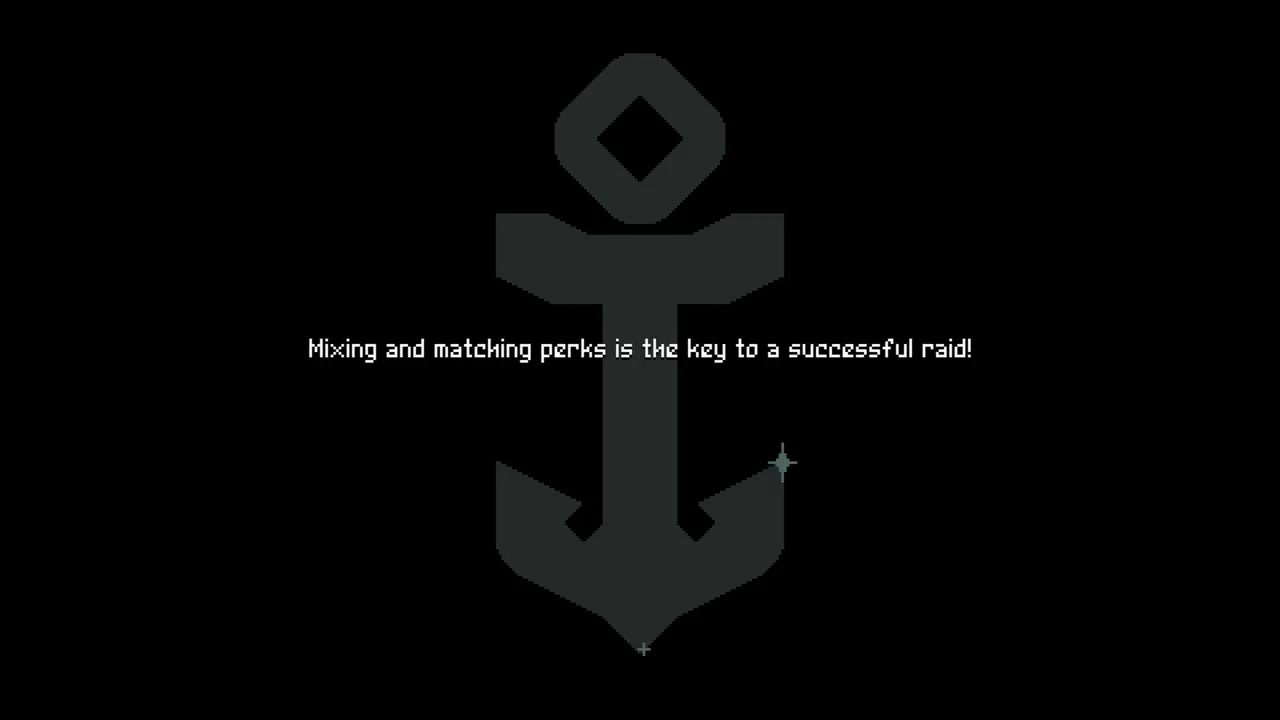 Mixing and matching perks is the key to a successful raid!